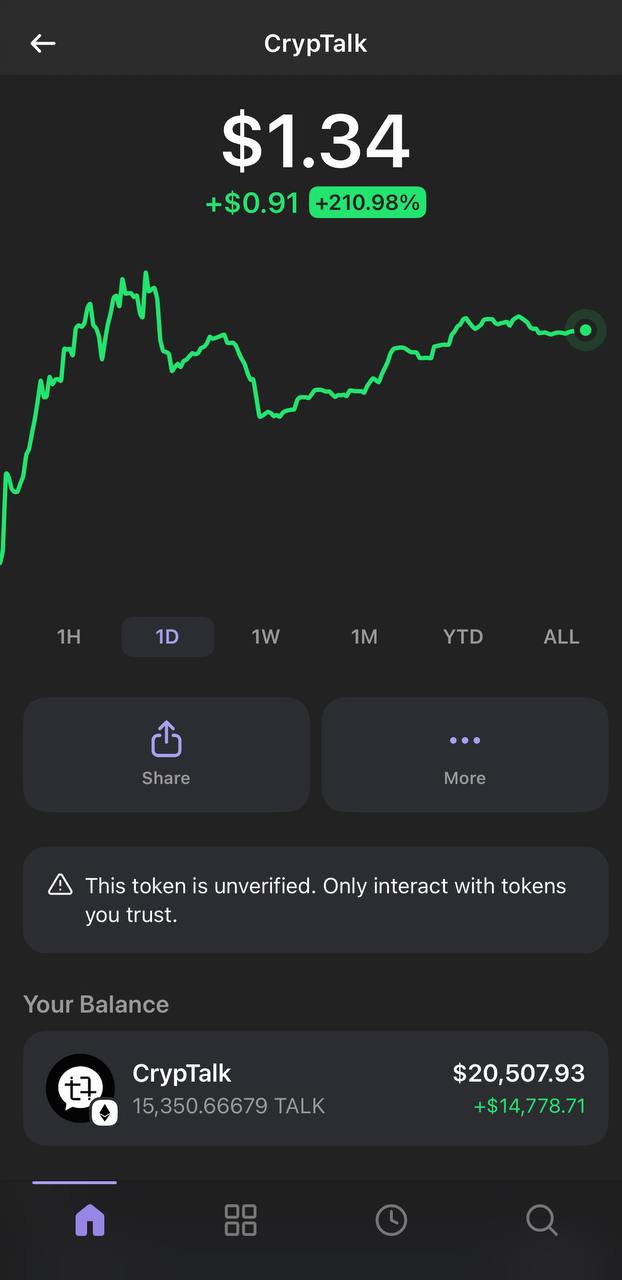 CrypTalk
$1.34
+$0.91 +210.98%
1H 1D 1W 1M YTD ALL
Share More
This token is unverified. Only interact with tokens
you trust.
Your Balance
CrypTalk $20,507.93
15,350.66679 TALK +$14,778.71